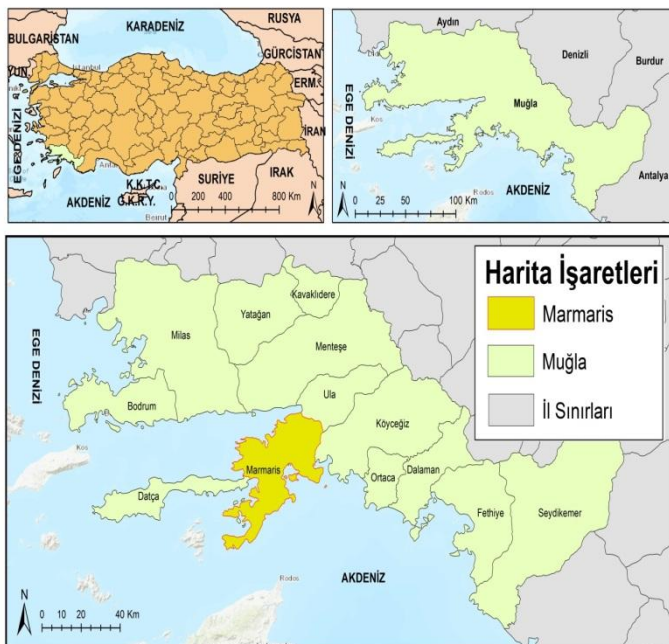 KARADENİZ
RUSYA
BULGARİSTAN
GÜRCİSTAN
YUN.
ERM.
İRAN
EGE DENİZİ
SURİYE
IRAK
K.K.T.C.
G.K.R.Y.
AKDENİZ
Beirut
0 200 400 800 Km
N
Aydın
Denizli
Burdur
Muğla
Kos
EGE DENİZİ
Antalya
Rodos
AKDENİZ
0 25 50 100 Km
N
Harita İşaretleri
Marmaris
Muğla
İl Sınırları
Kavaklıdere
Yatağan
Milas
Menteşe
EGE DENİZİ
Ula
Bodrum
Köyceğiz
Kos
Marmaris
Ortaca
Dalaman
Datça
Fethiye
Seydikemer
Rodos
AKDENİZ
N
0 10 20 40 Km